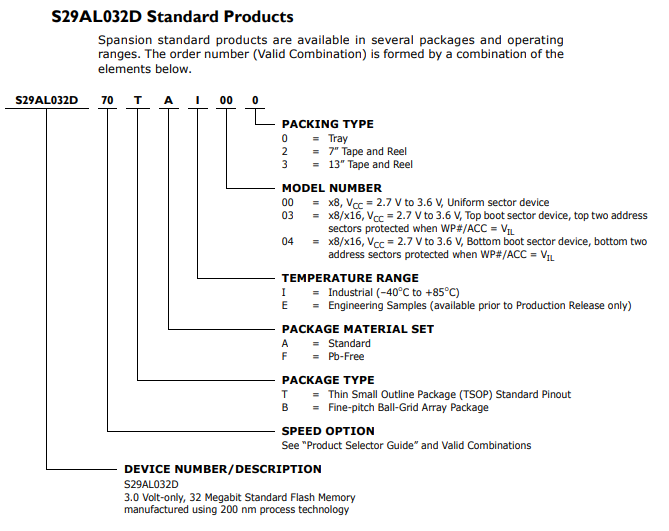 S29AL032D Standard Products
Spansion standard products are available in several packages and operating
ranges. The order number (Valid Combination) is formed by a combination of the
elements below.
S29AL032D 70 T A I 00 0
PACKING TYPE
0 = Tray
2 = 7” Tape and Reel
3 = 13” Tape and Reel
MODEL NUMBER
00 = x8, VCC = 2.7 V to 3.6 V, Uniform sector device
03 = x8/x16, VCC = 2.7 V to 3.6 V, Top boot sector device, top two address
sectors protected when WP#/ACC = VIL
04 = x8/x16, VCC = 2.7 V to 3.6 V, Bottom boot sector device, bottom two
address sectors protected when WP#/ACC = VIL
TEMPERATURE RANGE
I = Industrial (–40°C to +85°C)
E = Engineering Samples (available prior to Production Release only)
PACKAGE MATERIAL SET
A = Standard
F = Pb-Free
PACKAGE TYPE
T = Thin Small Outline Package (TSOP) Standard Pinout
B = Fine-pitch Ball-Grid Array Package
SPEED OPTION
See “Product Selector Guide” and Valid Combinations
DEVICE NUMBER/DESCRIPTION
S29AL032D
3.0 Volt-only, 32 Megabit Standard Flash Memory
manufactured using 200 nm process technology